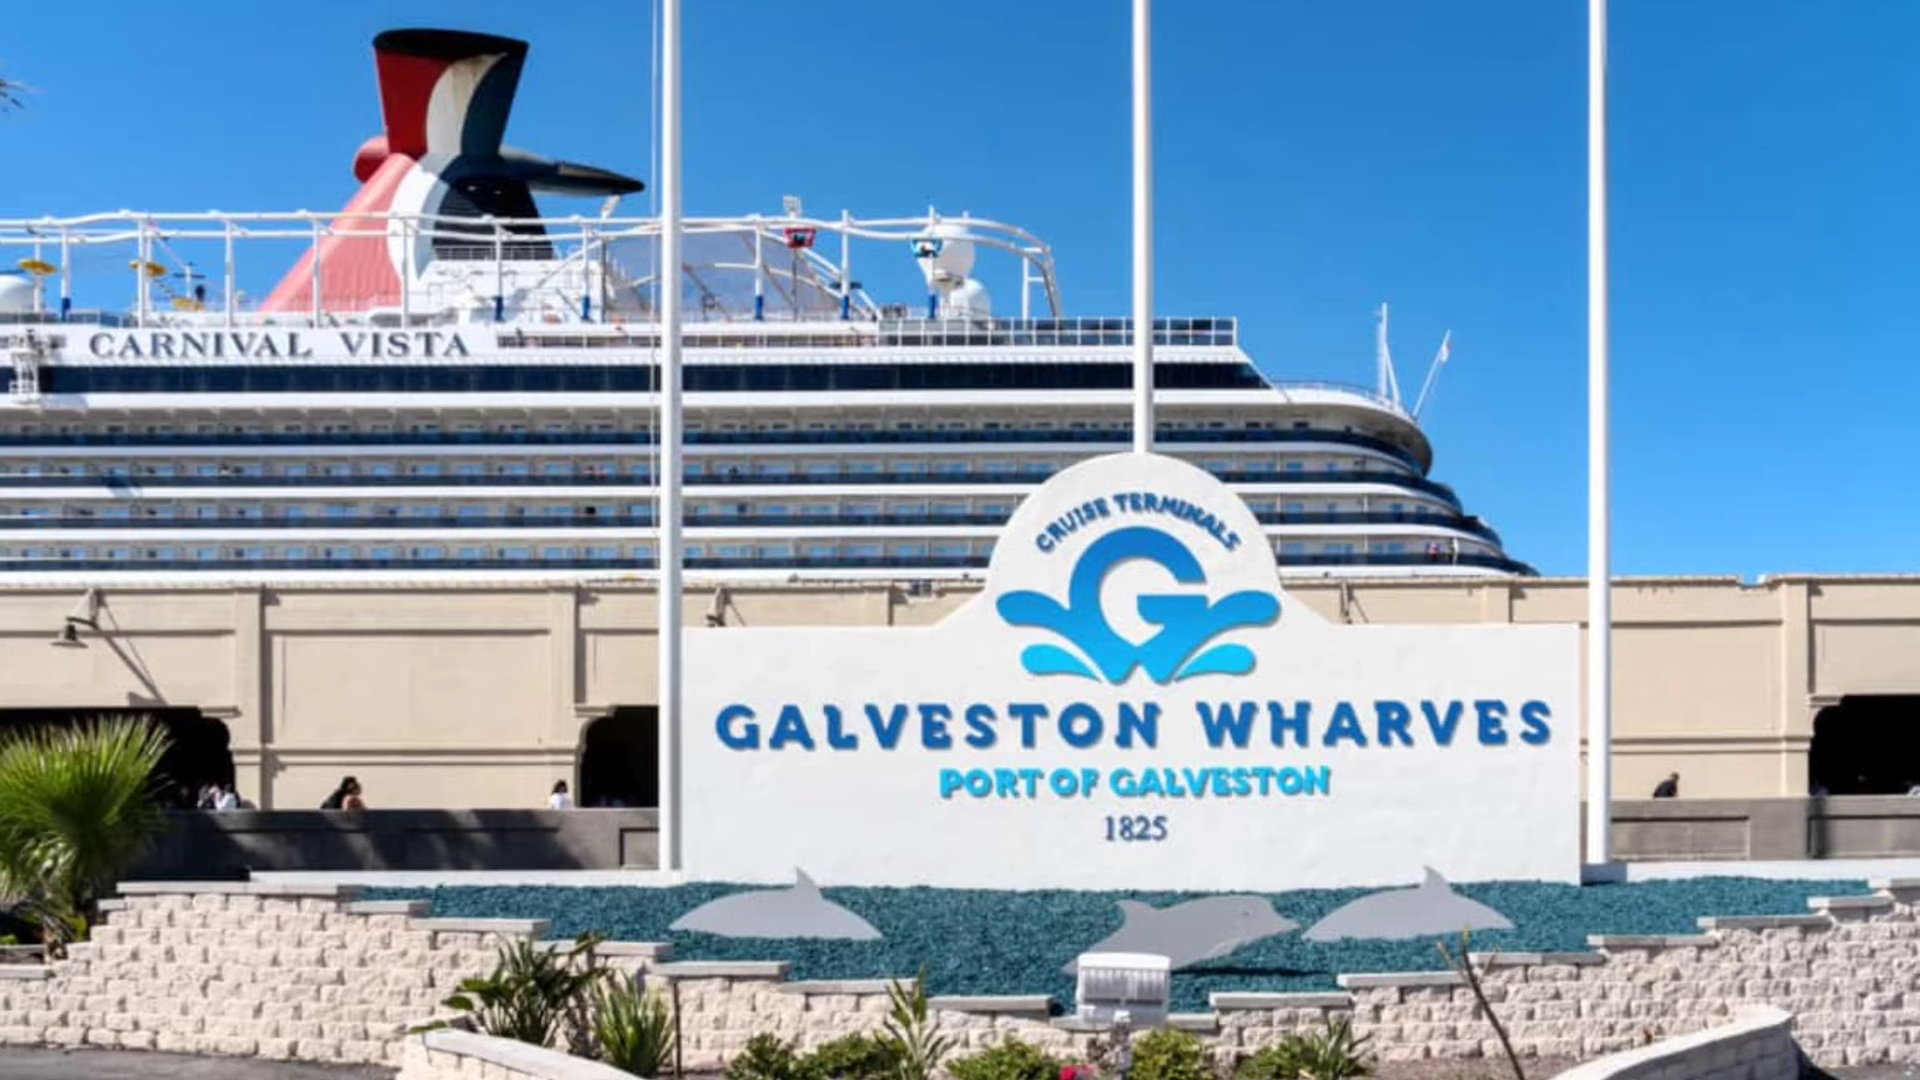 CARNIVAL VISTA
CRUISE TERMINALS
G
GALVESTON WHARVES
PORT OF GALVESTON
1825